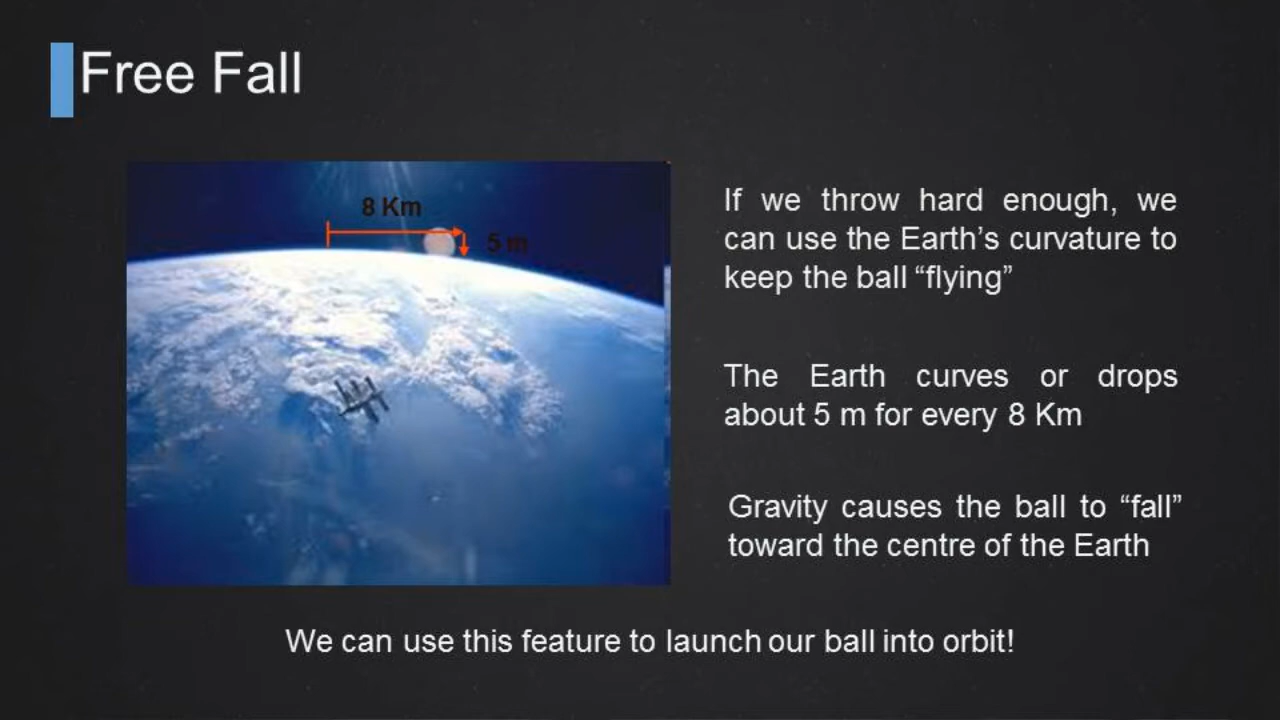 Free Fall
8 Km
5 m
If we throw hard enough, we
can use the Earth’s curvature to
keep the ball “flying”
The Earth curves or drops
about 5 m for every 8 Km
Gravity causes the ball to “fall”
toward the centre of the Earth
We can use this feature to launch our ball into orbit!